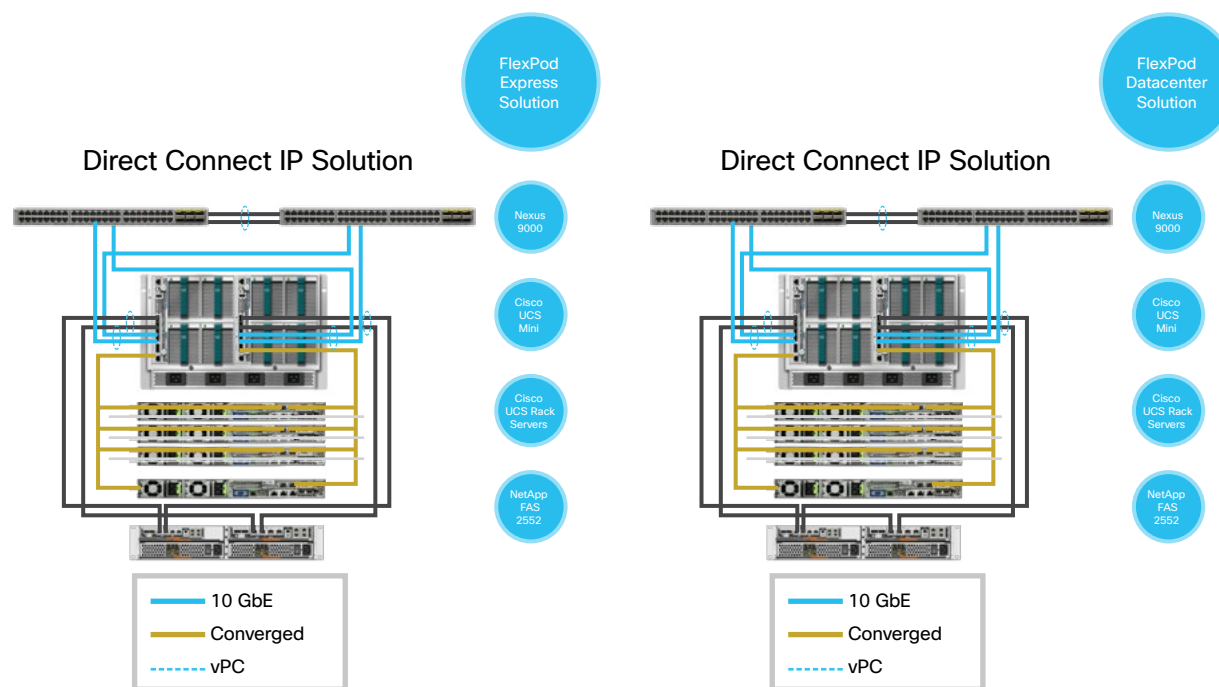 FlexPod
Express
Solution
Direct Connect IP Solution
Nexus
9000
Cisco
UCS
Mini
Cisco
UCS Rack
Servers
NetApp
FAS
2552
10 GbE
Converged
vPC
FlexPod
Datacenter
Solution
Direct Connect IP Solution
Nexus
9000
Cisco
UCS
Mini
Cisco
UCS Rack
Servers
NetApp
FAS
2552
10 GbE
Converged
vPC